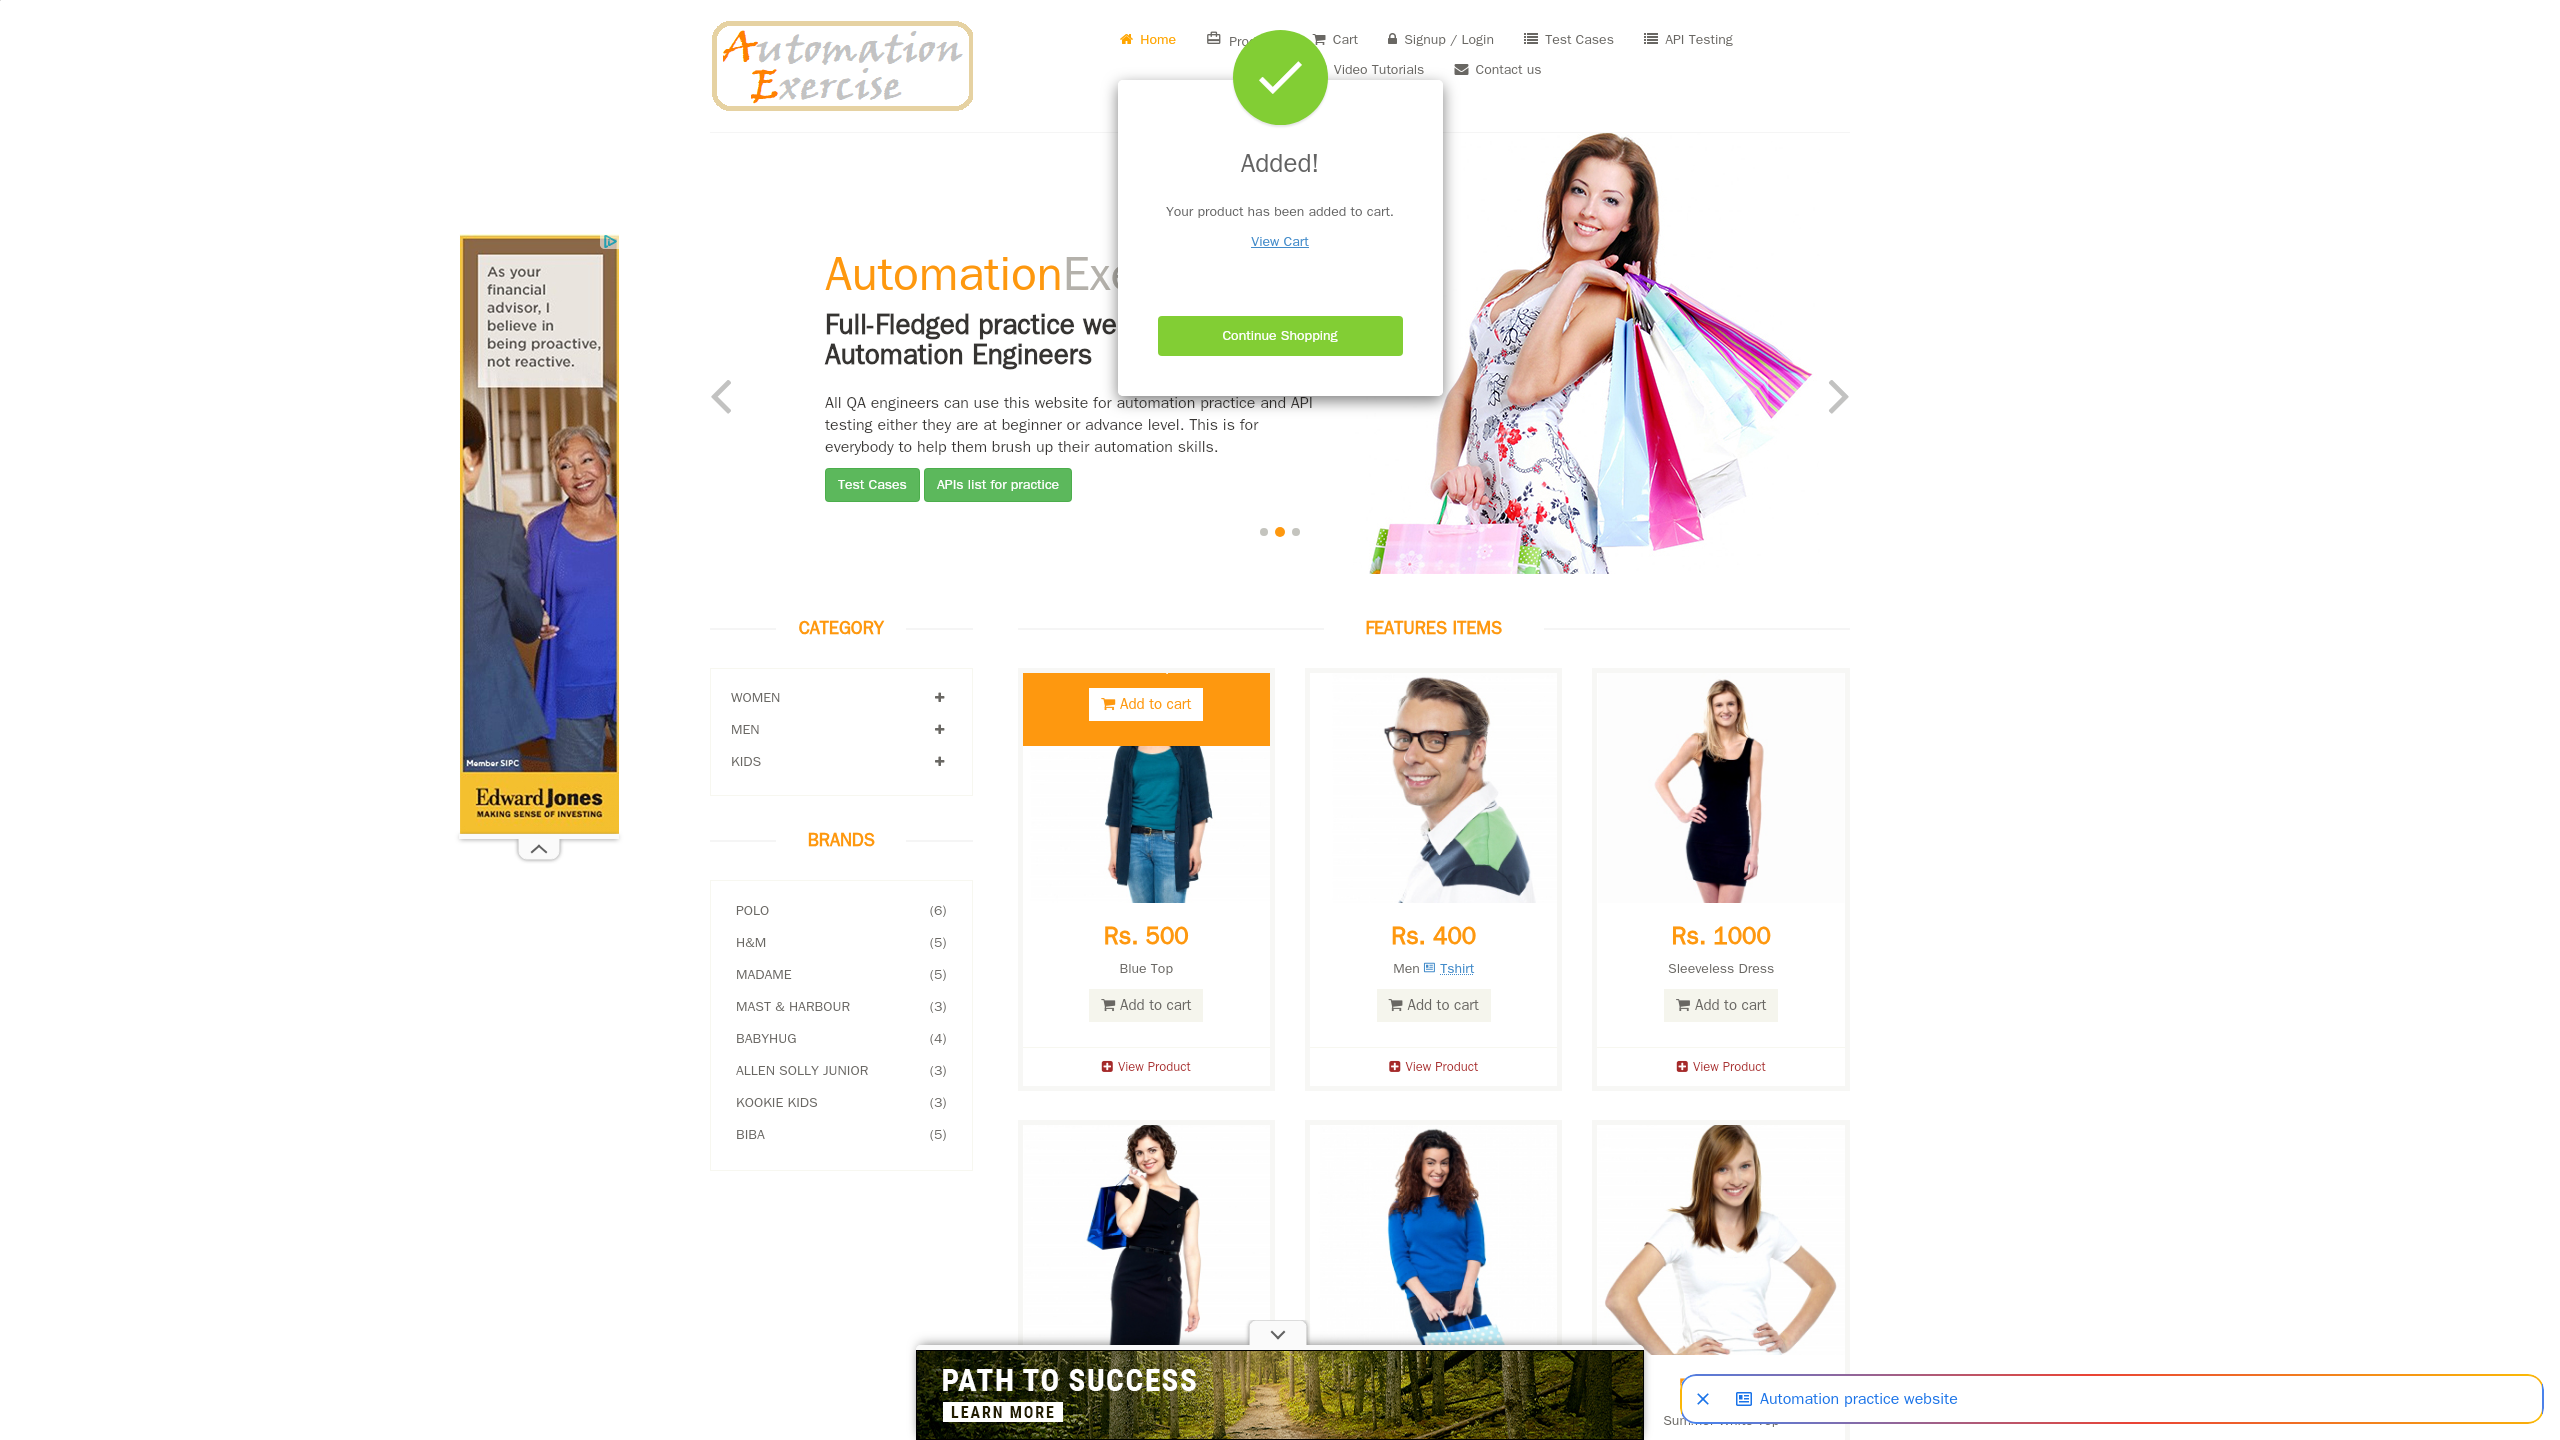 Automation
Exercise
Home
Cart
Signup / Login
Test Cases
API Testing
Video Tutorials
Contact us
Added!
Your product has been added to cart.
View Cart
Continue Shopping
As your
financial
advisor, I
believe in
being proactive,
not reactive.
Member SIPC
Edward Jones
MAKING SENSE OF INVESTING
Automation
Full-Fledged practice
Automation Engineers
All QA engineers can use this website for automation practice and API
testing either they are at beginner or advance level. This is for
everybody to help them brush up their automation skills.
Test Cases
APIs list for practice
CATEGORY
WOMEN
MEN
KIDS
BRANDS
POLO (6)
H&M (5)
MADAME (5)
MAST & HARBOUR (3)
BABYHUG (4)
ALLEN SOLLY JUNIOR (3)
KOOKIE KIDS (3)
BIBA (5)
FEATURES ITEMS
Add to cart
Rs. 500
Blue Top
Add to cart
View Product
Rs. 400
Men Tshirt
Add to cart
View Product
Rs. 1000
Sleeveless Dress
Add to cart
View Product
PATH TO SUCCESS
LEARN MORE
Automation practice website